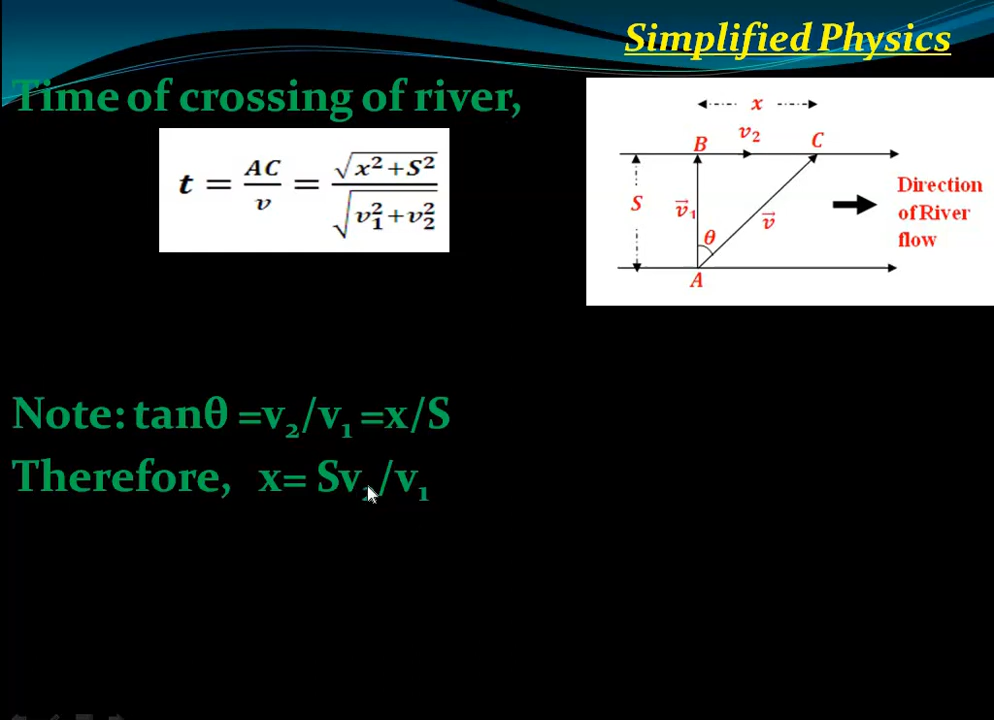 Simplified Physics
Time of crossing of river,
t = AC/v = √(x²+S²)/√(v₁²+v₂²)
x
B v₂ C
S v⃗₁ θ v⃗
A
Direction
of River
flow
Note: tanθ =v₂/v₁ =x/S
Therefore, x= Sv₂/v₁